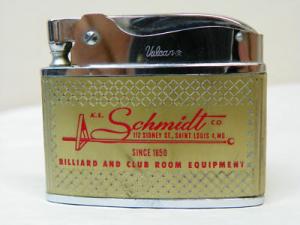 Vulcan
A.E. Schmidt CO.
112 SIDNEY ST., SAINT LOUIS 4, MO.
SINCE 1850
BILLIARD AND CLUB ROOM EQUIPMENT